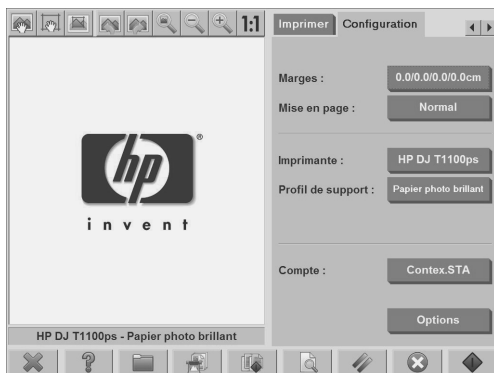 1:1
Imprimer Configuration
Marges : 0.0/0.0/0.0/0.0cm
Mise en page : Normal
Imprimante : HP DJ T1100ps
Profil de support : Papier photo brillant
hp ®
invent
Compte : Contex.STA
Options
HP DJ T1100ps - Papier photo brillant
?